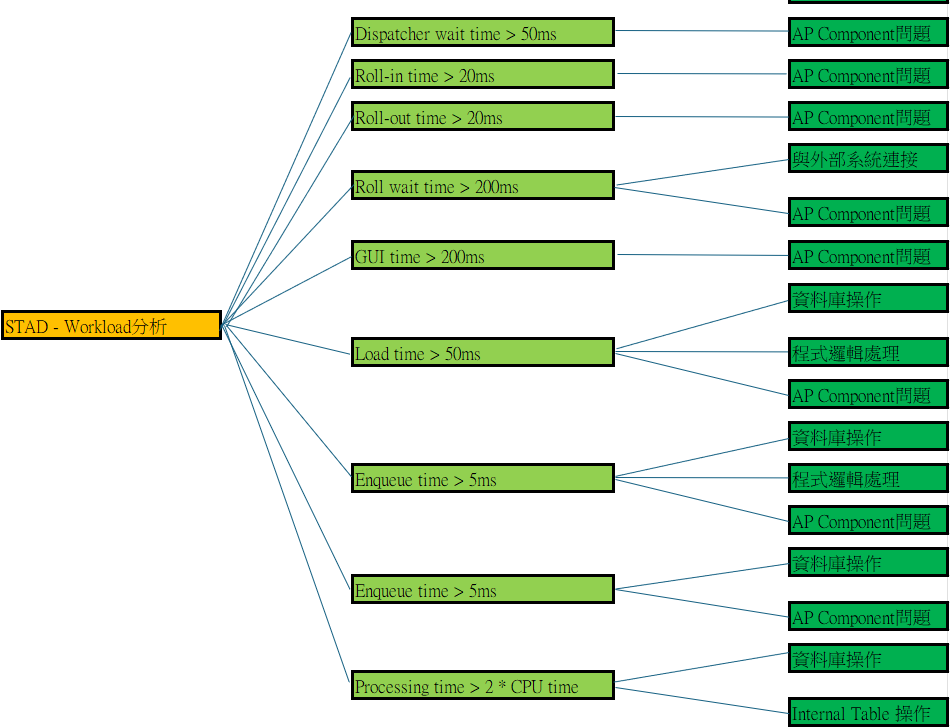 Dispatcher wait time > 50ms
AP Component問題
Roll-in time > 20ms
AP Component問題
Roll-out time > 20ms
AP Component問題
Roll wait time > 200ms
與外部系統連接
AP Component問題
GUI time > 200ms
AP Component問題
STAD - Workload分析
Load time > 50ms
資料庫操作
程式邏輯處理
AP Component問題
Enqueue time > 5ms
資料庫操作
程式邏輯處理
AP Component問題
Enqueue time > 5ms
資料庫操作
AP Component問題
Processing time > 2 * CPU time
資料庫操作
Internal Table 操作